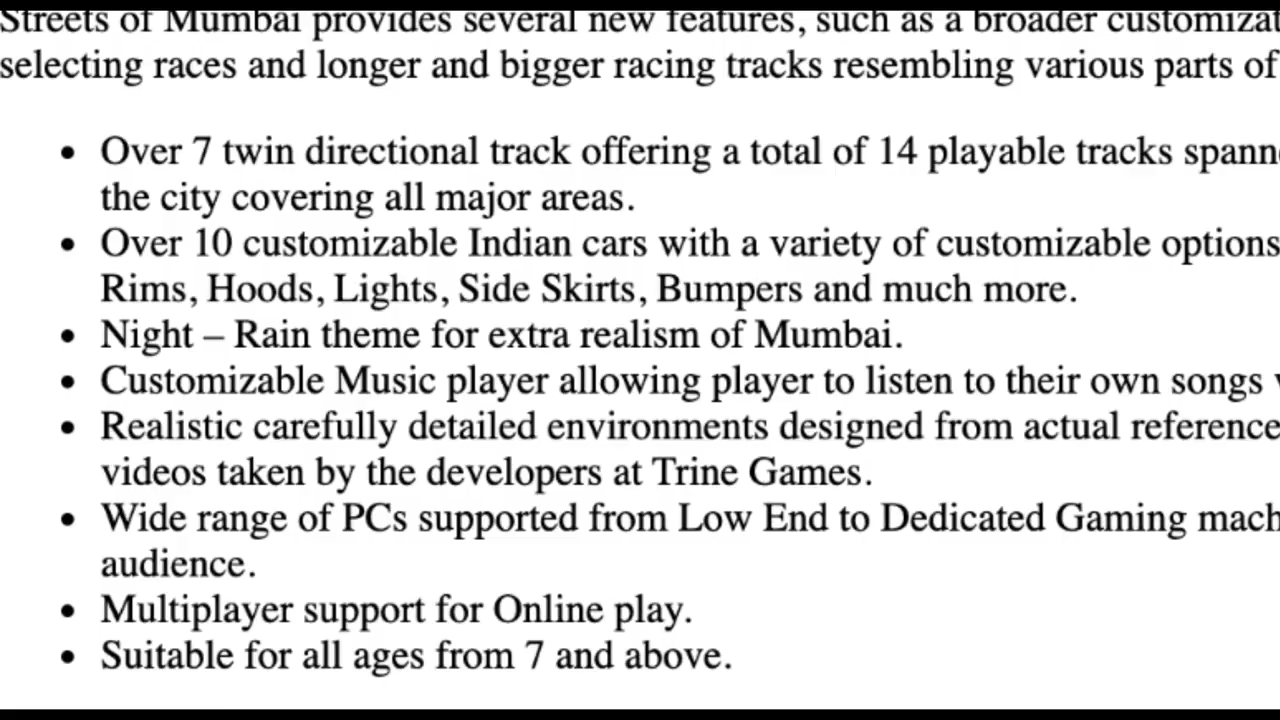 Streets of Mumbai provides several new features, such as a broader
selecting races and longer and bigger racing tracks resembling various parts of
• Over 7 twin directional track offering a total of 14 playable tracks
the city covering all major areas.
• Over 10 customizable Indian cars with a variety of customizable options
Rims, Hoods, Lights, Side Skirts, Bumpers and much more.
• Night – Rain theme for extra realism of Mumbai.
• Customizable Music player allowing player to listen to their own songs
• Realistic carefully detailed environments designed from actual reference
videos taken by the developers at Trine Games.
• Wide range of PCs supported from Low End to Dedicated Gaming
audience.
• Multiplayer support for Online play.
• Suitable for all ages from 7 and above.